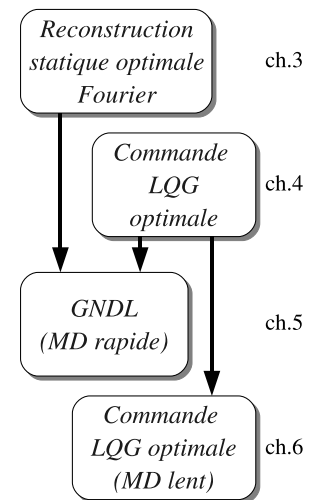 Reconstruction
statique optimale
Fourier
ch.3
Commande
LQG
optimale
ch.4
GNDL
(MD rapide)
ch.5
Commande
LQG optimale
(MD lent)
ch.6